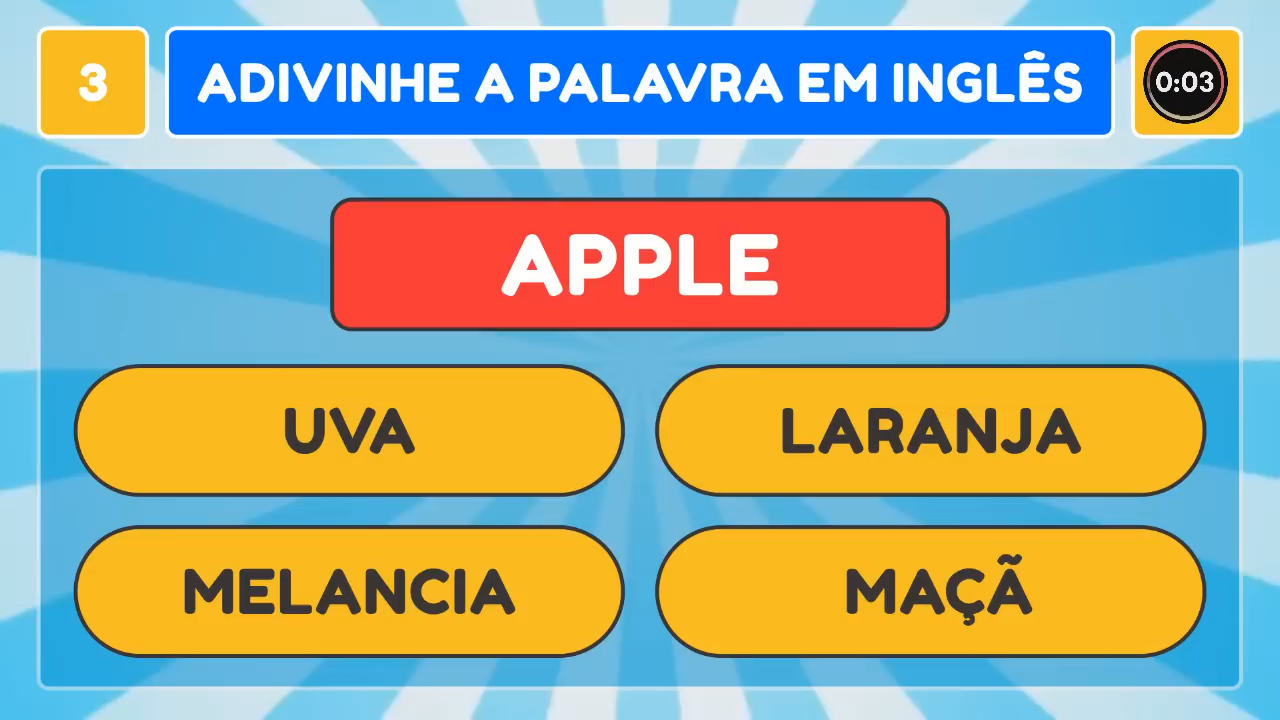 3
ADIVINHE A PALAVRA EM INGLÊS
0:03
APPLE
UVA
LARANJA
MELANCIA
MAÇÃ